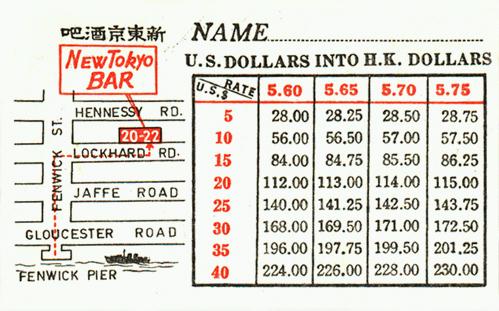 新東京酒吧
NEW TOKYO
BAR
HENNESSY RD.
20-22
LOCKHARD RD.
FENWICK ST.
JAFFE ROAD
GLOUCESTER ROAD
FENWICK PIER
NAME
U.S. DOLLARS INTO H.K. DOLLARS
U.S.$ RATE 5.60 5.65 5.70 5.75
5 28.00 28.25 28.50 28.75
10 56.00 56.50 57.00 57.50
15 84.00 84.75 85.50 86.25
20 112.00 113.00 114.00 115.00
25 140.00 141.25 142.50 143.75
30 168.00 169.50 171.00 172.50
35 196.00 197.75 199.50 201.25
40 224.00 226.00 228.00 230.00